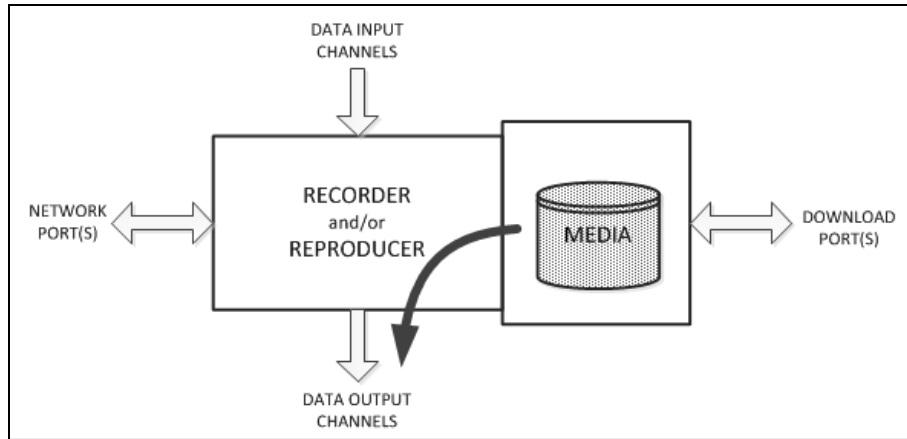 DATA INPUT
CHANNELS
RECORDER
and/or
REPRODUCER
MEDIA
NETWORK
PORT(S)
DOWNLOAD
PORT(S)
DATA OUTPUT
CHANNELS